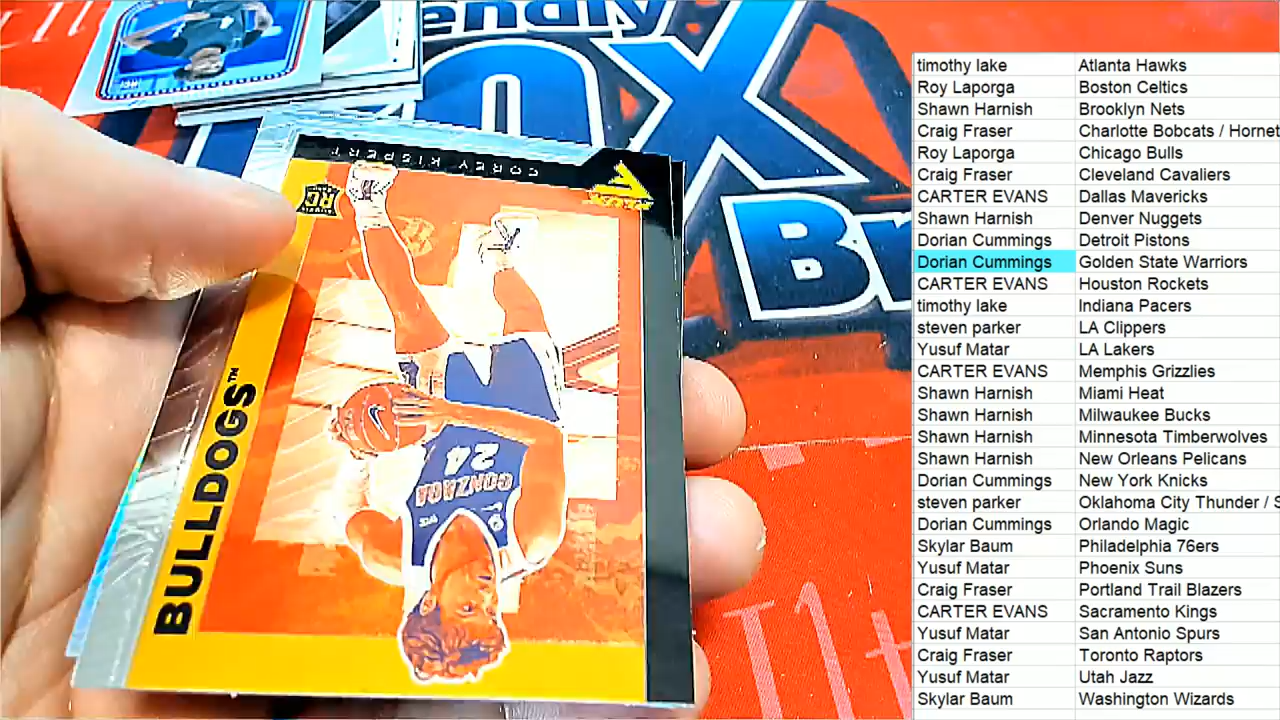 COREY KISPERT
RC
BULLDOGS™
24
GONZAGA
timothy lake Atlanta Hawks
Roy Laporga Boston Celtics
Shawn Harnish Brooklyn Nets
Craig Fraser Charlotte Bobcats / Hornet
Roy Laporga Chicago Bulls
Craig Fraser Cleveland Cavaliers
CARTER EVANS Dallas Mavericks
Shawn Harnish Denver Nuggets
Dorian Cummings Detroit Pistons
Dorian Cummings Golden State Warriors
CARTER EVANS Houston Rockets
timothy lake Indiana Pacers
steven parker LA Clippers
Yusuf Matar LA Lakers
CARTER EVANS Memphis Grizzlies
Shawn Harnish Miami Heat
Shawn Harnish Milwaukee Bucks
Shawn Harnish Minnesota Timberwolves
Shawn Harnish New Orleans Pelicans
Dorian Cummings New York Knicks
steven parker Oklahoma City Thunder / S
Dorian Cummings Orlando Magic
Skylar Baum Philadelphia 76ers
Yusuf Matar Phoenix Suns
Craig Fraser Portland Trail Blazers
CARTER EVANS Sacramento Kings
Yusuf Matar San Antonio Spurs
Craig Fraser Toronto Raptors
Yusuf Matar Utah Jazz
Skylar Baum Washington Wizards